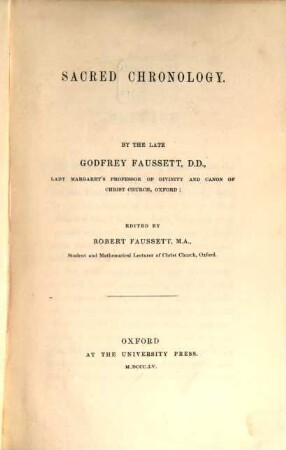 SACRED CHRONOLOGY.
BY THE LATE
GODFREY FAUSSETT, D.D.,
LADY MARGARET'S PROFESSOR OF DIVINITY AND CANON OF
CHRIST CHURCH, OXFORD;
EDITED BY
ROBERT FAUSSETT, M.A.,
Student and Mathematical Lecturer of Christ Church, Oxford.
OXFORD
AT THE UNIVERSITY PRESS.
M.DCCC.LV.